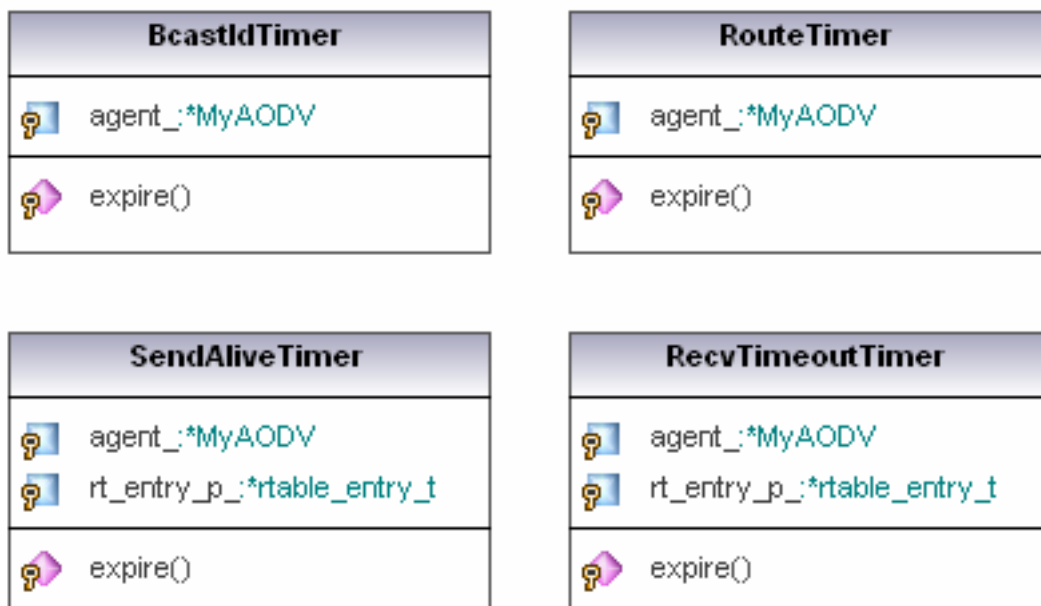 BcastIdTimer
agent_:*MyAODV
expire()
RouteTimer
agent_:*MyAODV
expire()
SendAliveTimer
agent_:*MyAODV
rt_entry_p_:*rtable_entry_t
expire()
RecvTimeoutTimer
agent_:*MyAODV
rt_entry_p_:*rtable_entry_t
expire()